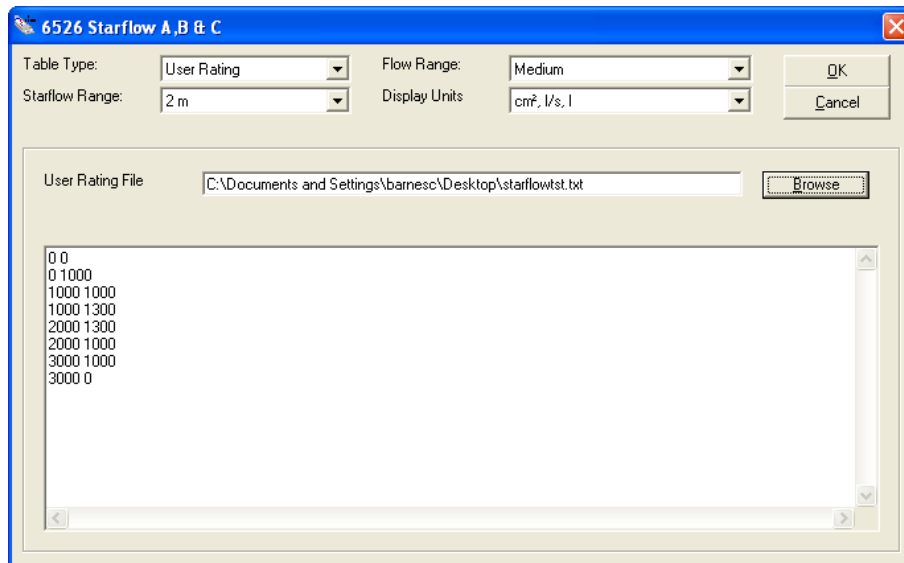 6526 Starflow A,B & C
Table Type: User Rating Flow Range: Medium OK
Starflow Range: 2 m Display Units cm², l/s, l Cancel
User Rating File C:\Documents and Settings\barnesc\Desktop\starflowtst.txt Browse
0 0
0 1000
1000 1000
1000 1300
2000 1300
2000 1000
3000 1000
3000 0